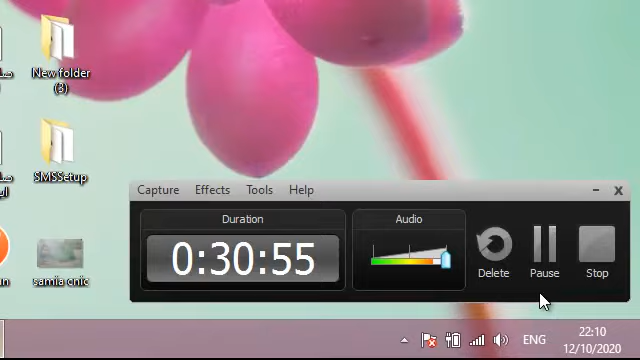 New folder
(3)
SMSSetup
samia cnic
Capture Effects Tools Help
Duration
0:30:55
Audio
Delete
Pause
Stop
ENG
22:10
12/10/2020